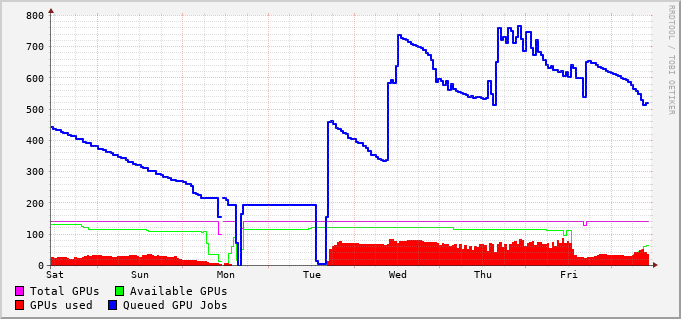 800
700
600
500
400
300
200
100
0
Sat Sun Mon Tue Wed Thu Fri
Total GPUs Available GPUs
GPUs used Queued GPU Jobs
RRDTOOL / TOBI OETIKER